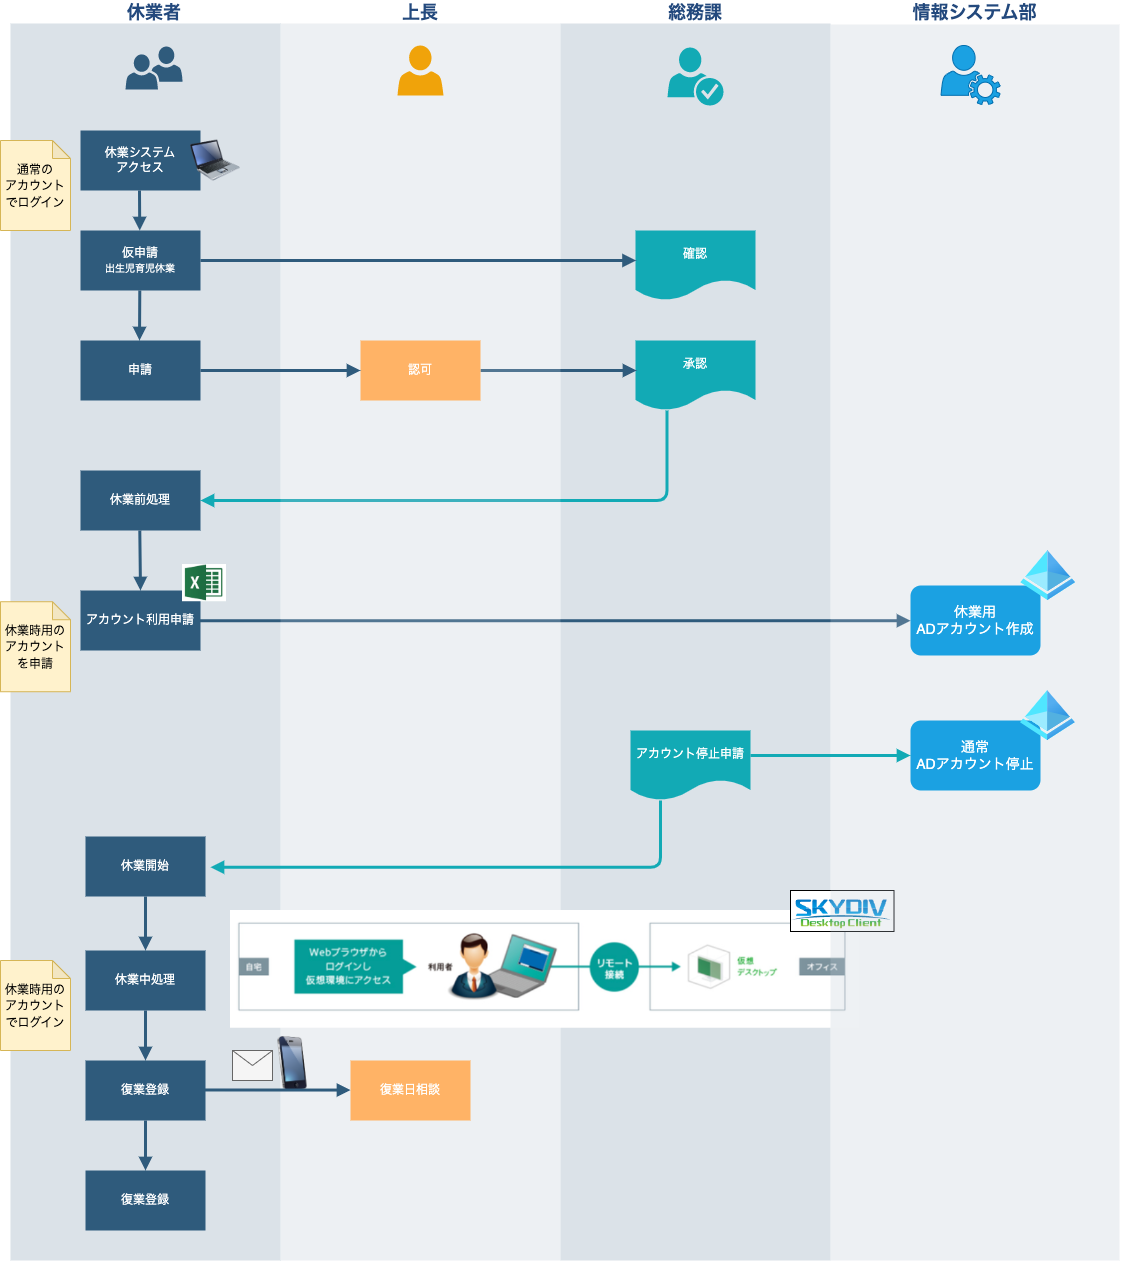 休業者
上長
総務課
情報システム部
通常の
アカウント
でログイン
休業システム
アクセス
仮申請
出生児育児休業
確認
申請
認可
承認
休業前処理
X
休業時用の
アカウント
を申請
アカウント利用申請
休業用
ADアカウント作成
アカウント停止申請
通常
ADアカウント停止
休業開始
SKYDIV
Desktop Client
自宅
Webブラウザから
ログインし
仮想環境にアクセス
利用者
リモート
接続
仮想
デスクトップ
オフィス
休業時用の
アカウント
でログイン
休業中処理
復業登録
復業日相談
復業登録